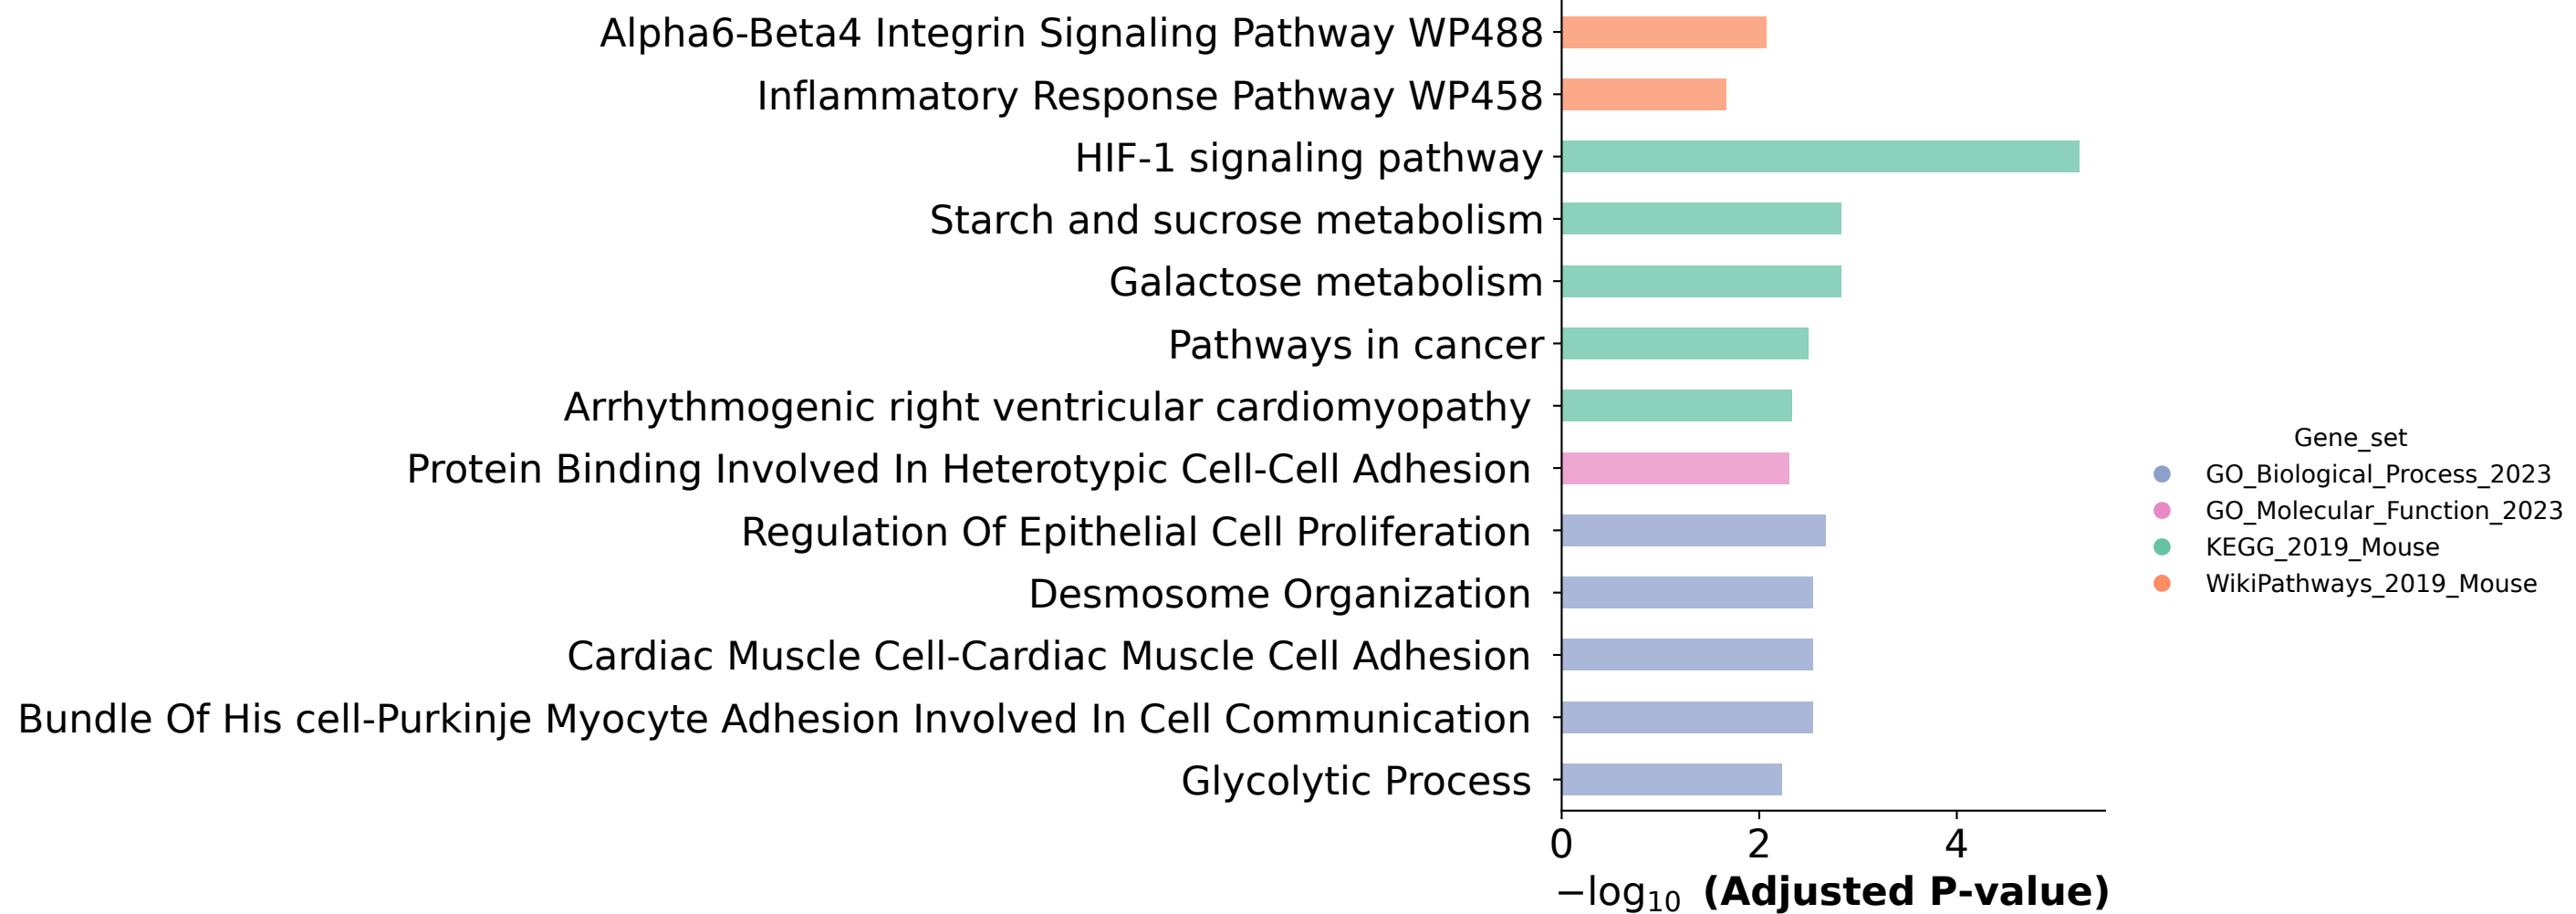 Alpha6-Beta4 Integrin Signaling Pathway WP488
Inflammatory Response Pathway WP458
HIF-1 signaling pathway
Starch and sucrose metabolism
Galactose metabolism
Pathways in cancer
Arrhythmogenic right ventricular cardiomyopathy
Protein Binding Involved In Heterotypic Cell-Cell Adhesion
Regulation Of Epithelial Cell Proliferation
Desmosome Organization
Cardiac Muscle Cell-Cardiac Muscle Cell Adhesion
Bundle Of His cell-Purkinje Myocyte Adhesion Involved In Cell Communication
Glycolytic Process
0 2 4
−log₁₀ (Adjusted P-value)
Gene_set
GO_Biological_Process_2023
GO_Molecular_Function_2023
KEGG_2019_Mouse
WikiPathways_2019_Mouse